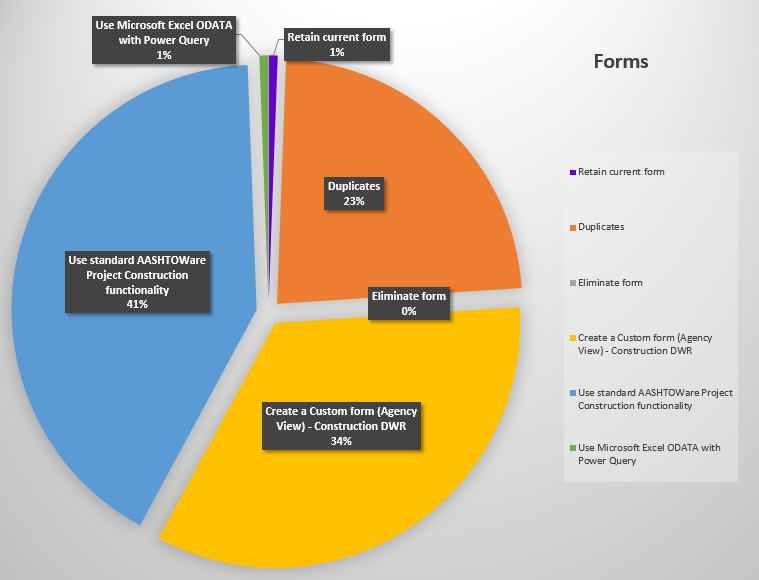 Use Microsoft Excel ODATA
with Power Query
1%
Retain current form
1%
Forms
Duplicates
23%
Use standard AASHTOWare
Project Construction
functionality
41%
Eliminate form
0%
Create a Custom form (Agency
View) - Construction DWR
34%
Retain current form
Duplicates
Eliminate form
Create a Custom form (Agency
View) - Construction DWR
Use standard AASHTOWare Project
Construction functionality
Use Microsoft Excel ODATA with
Power Query